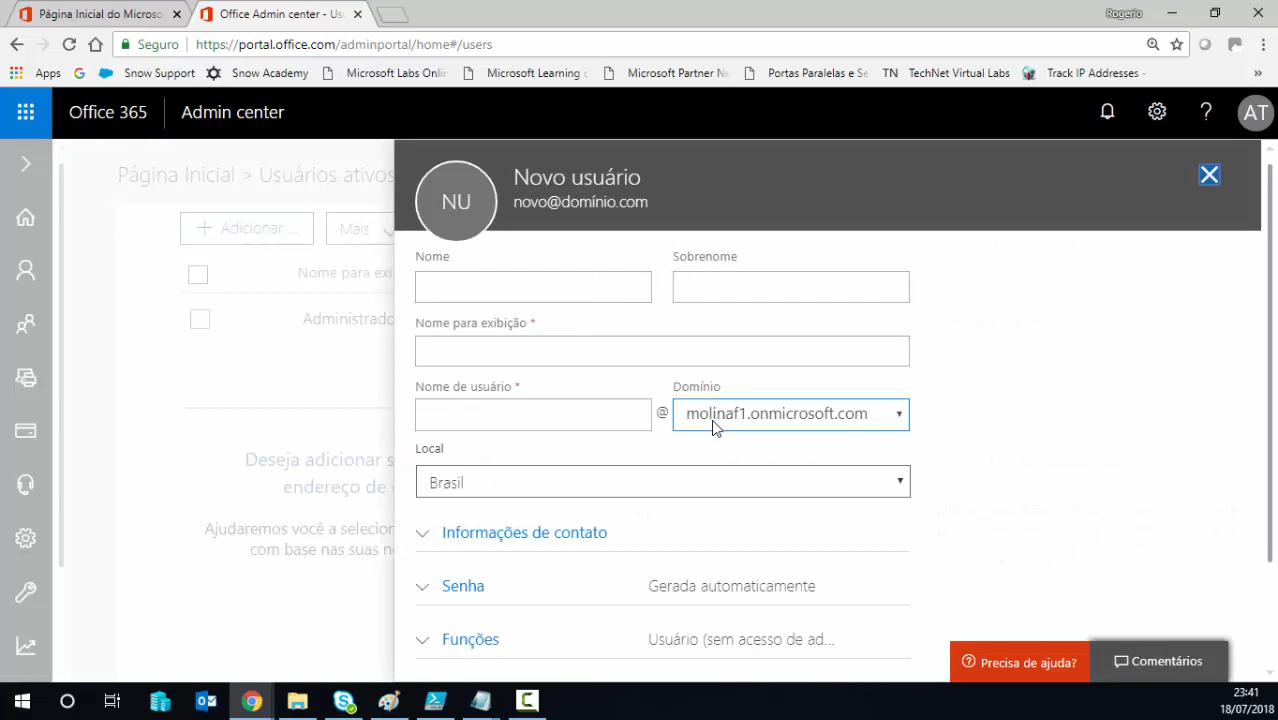 Página Inicial do Microso
Office Admin center - Us
Rogerio
Seguro
https://portal.office.com/adminportal/home#/users
Apps
Snow Support
Snow Academy
Microsoft Labs Onli
Microsoft Learning
Microsoft Partner N
Portas Paralelas e Se
TN TechNet Virtual Labs
Track IP Addresses -
»
Office 365
Admin center
?
AT
Página Inicial > Usuários ativos
+ Adicionar ...
Mais
Nome para exi
Administrado
Deseja adicionar s
endereço de
Ajudaremos você a selecion
com base nas suas ne
NU
Novo usuário
novo@domínio.com
Nome
Sobrenome
Nome para exibição *
Nome de usuário *
Domínio
@
molinaf1.onmicrosoft.com
Local
Brasil
Informações de contato
Senha
Gerada automaticamente
Funções
Usuário (sem acesso de ad...
Precisa de ajuda?
Comentários
23:41
18/07/2018